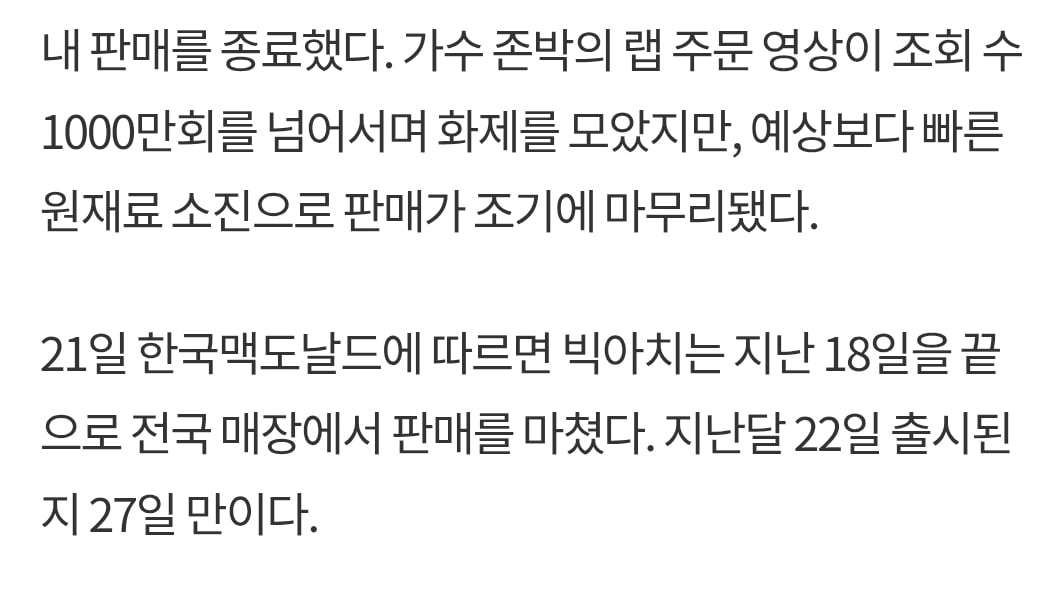 내 판매를 종료했다. 가수 존박의 랩 주문 영상이 조회 수
1000만회를 넘어서며 화제를 모았지만, 예상보다 빠른
원재료 소진으로 판매가 조기에 마무리됐다.
21일 한국맥도날드에 따르면 빅아치는 지난 18일을 끝
으로 전국 매장에서 판매를 마쳤다. 지난달 22일 출시된
지 27일 만이다.